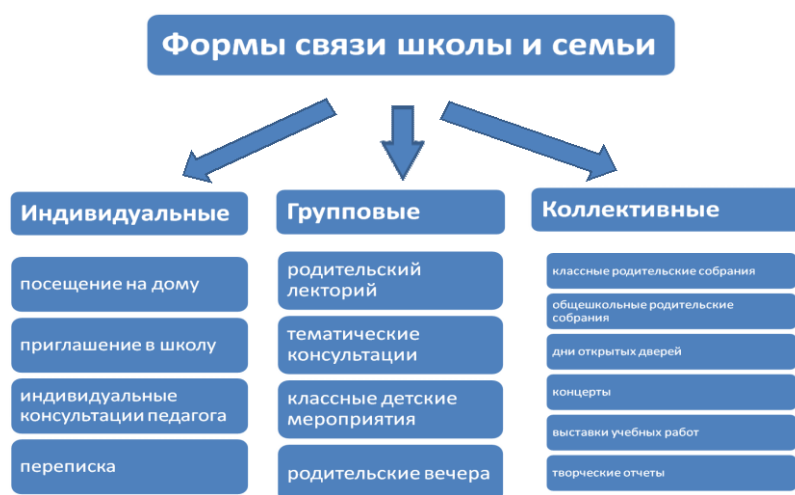 Формы связи школы и семьи
Индивидуальные
посещение на дому
приглашение в школу
индивидуальные
консультации педагога
переписка
Групповые
родительский
лекторий
тематические
консультации
классные детские
мероприятия
родительские вечера
Коллективные
классные родительские собрания
общешкольные родительские
собрания
дни открытых дверей
концерты
выставки учебных работ
творческие отчеты